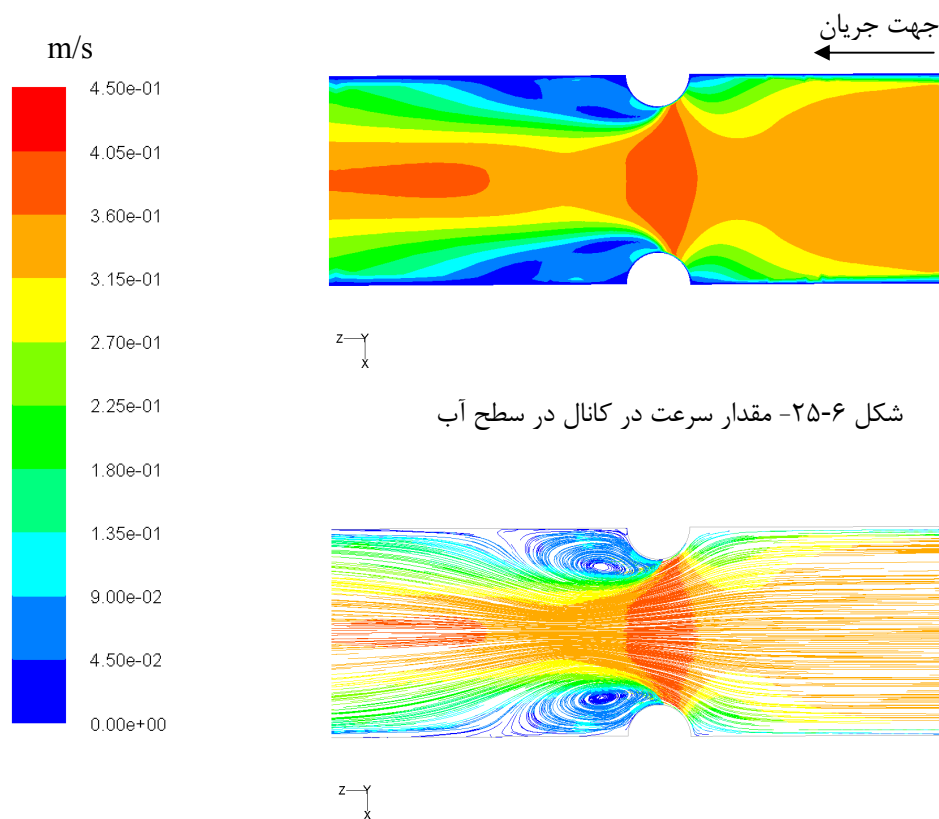 جهت جریان
m/s
4.50e-01
4.05e-01
3.60e-01
3.15e-01
2.70e-01
2.25e-01
1.80e-01
1.35e-01
9.00e-02
4.50e-02
0.00e+00
Z Y
X
شکل ۶-۲۵- مقدار سرعت در کانال در سطح آب
Z Y
X